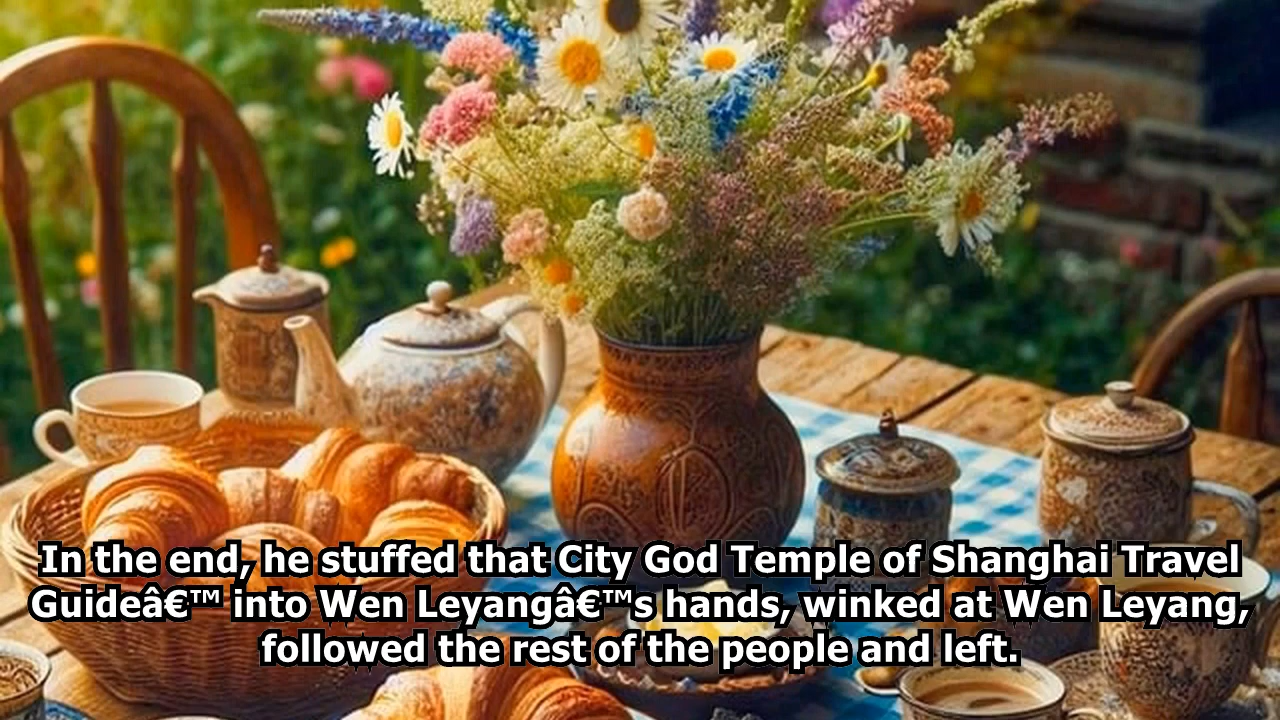 In the end, he stuffed that City God Temple of Shanghai Travel
Guideâ€™ into Wen Leyangâ€™s hands, winked at Wen Leyang,
followed the rest of the people and left.